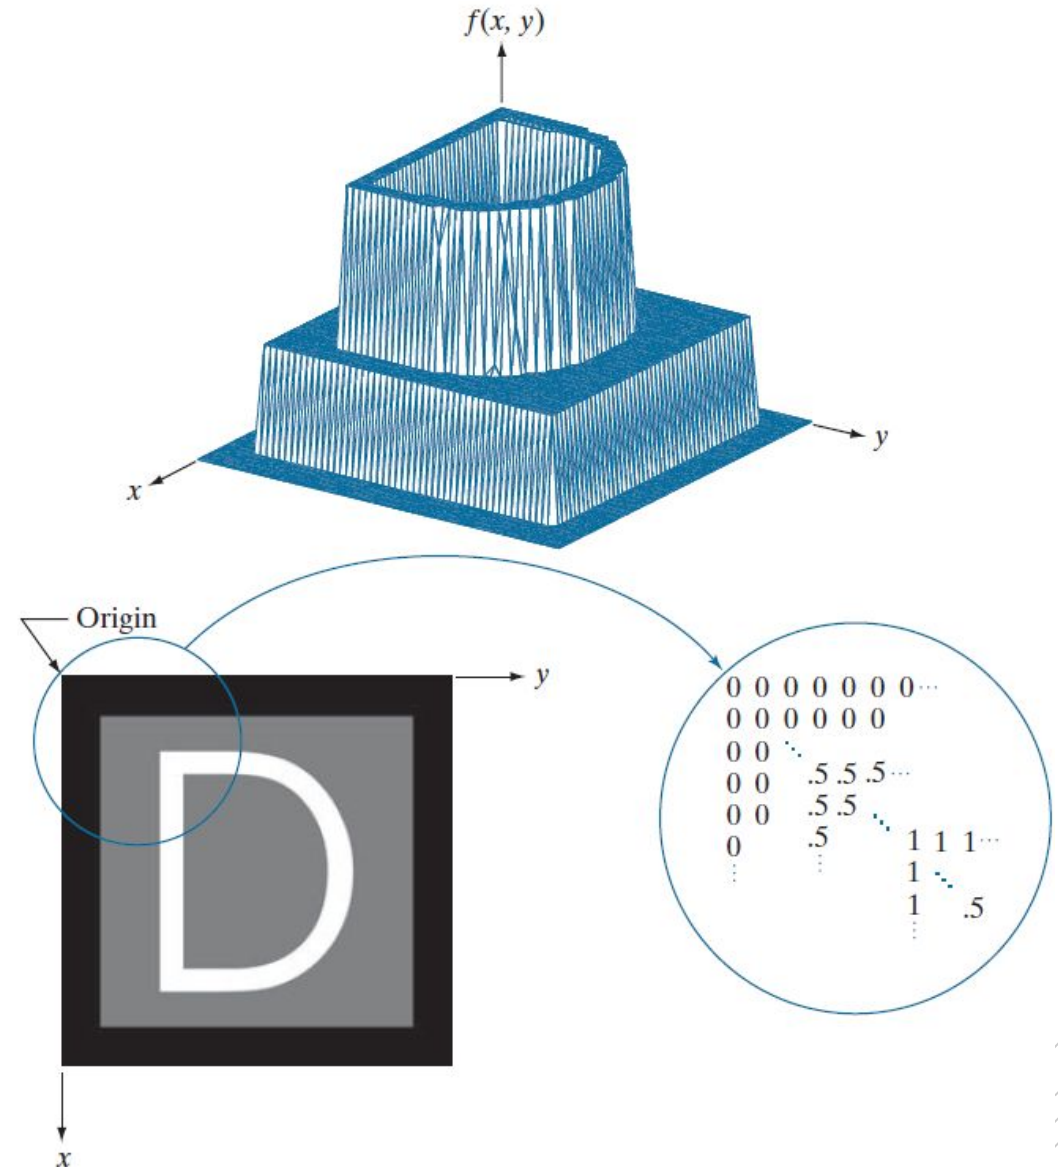 f(x, y)
y
x
Origin
y
0 0 0 0 0 0 0 ···
0 0 0 0 0 0
0 0 ⋱
.5 .5 .5 ···
0 0
.5 .5 ⋱
0 0
.5
0
1 1 1 ···
⋮
⋮
1 ⋱
1
.5
⋮
x